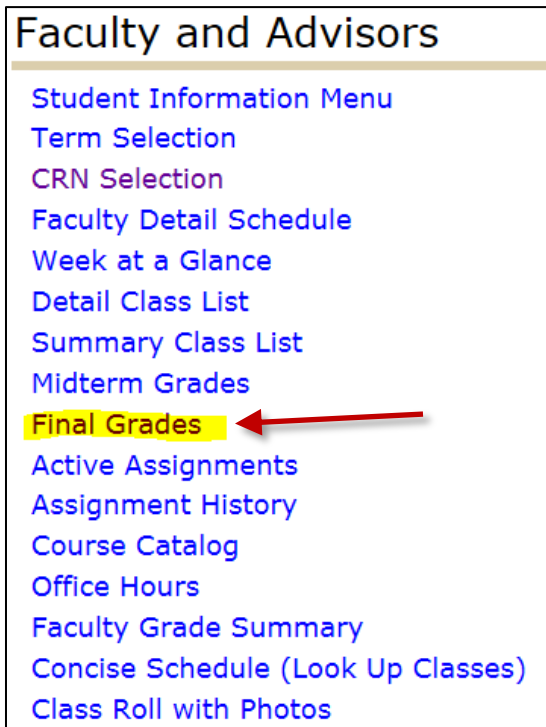 Faculty and Advisors
Student Information Menu
Term Selection
CRN Selection
Faculty Detail Schedule
Week at a Glance
Detail Class List
Summary Class List
Midterm Grades
Final Grades
Active Assignments
Assignment History
Course Catalog
Office Hours
Faculty Grade Summary
Concise Schedule (Look Up Classes)
Class Roll with Photos